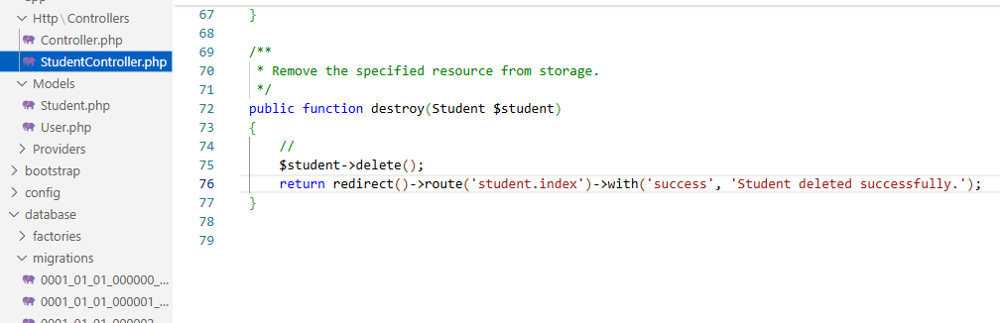 Http\Controllers
Controller.php
StudentController.php
Models
Student.php
User.php
Providers
bootstrap
config
database
factories
migrations
0001_01_01_000000_...
0001_01_01_000001_...
67 }
68
69 /**
70 * Remove the specified resource from storage.
71 */
72 public function destroy(Student $student)
73 {
74 //
75 $student->delete();
76 return redirect()->route('student.index')->with('success', 'Student deleted successfully.');
77 }
78
79